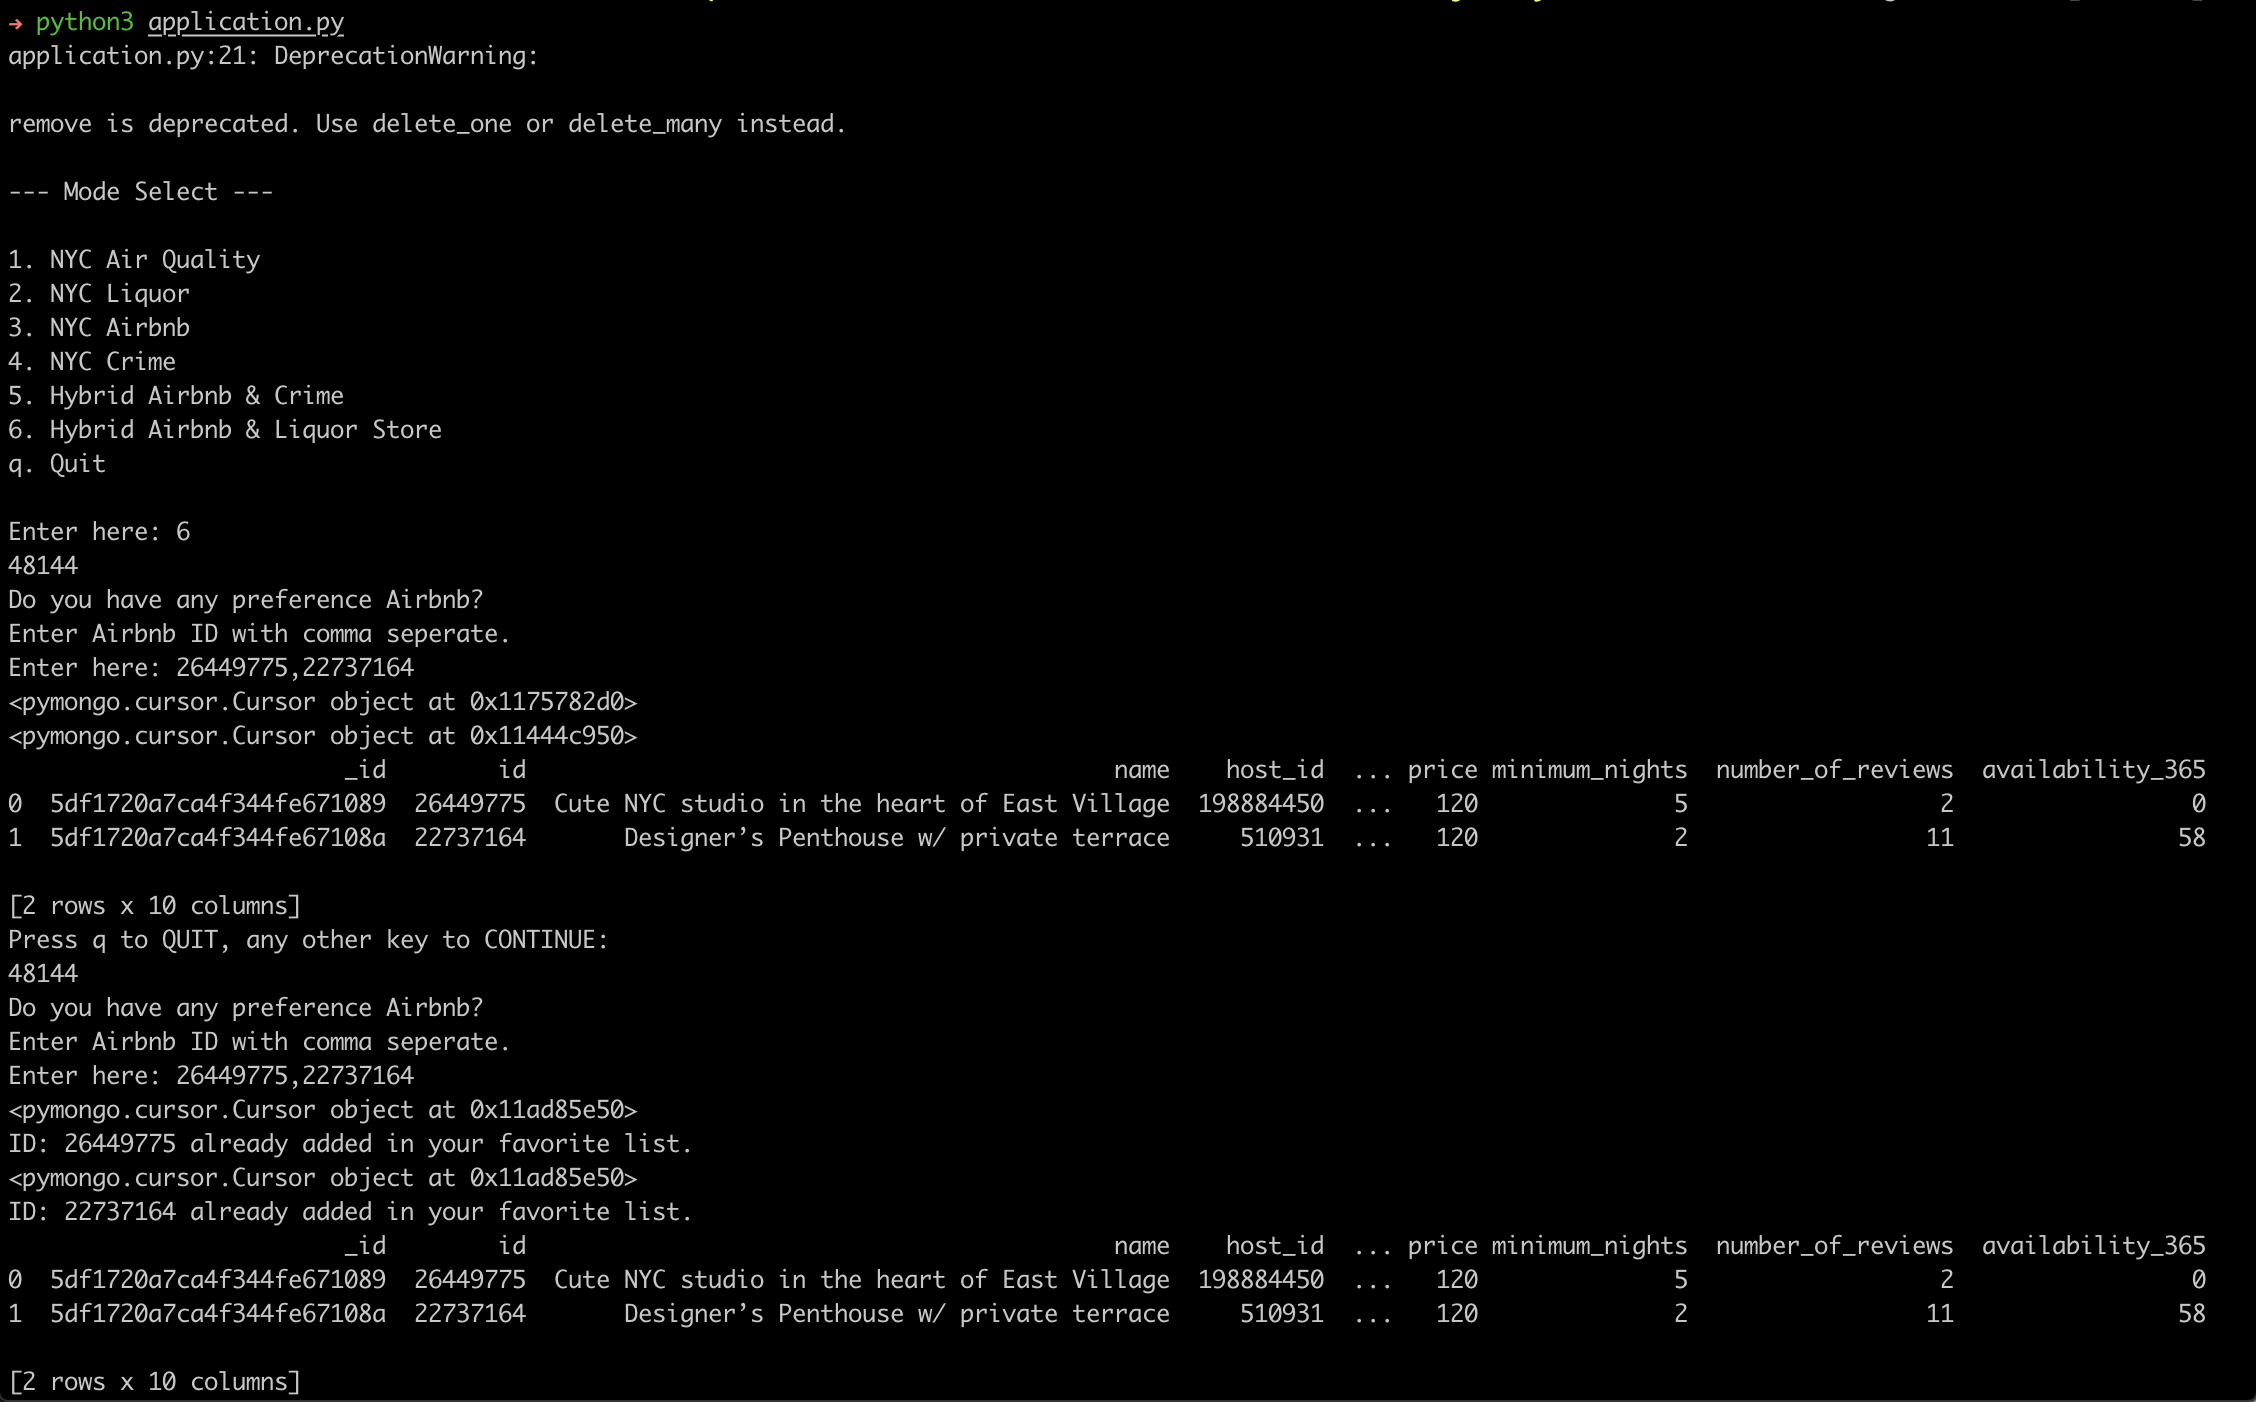 → python3 application.py
application.py:21: DeprecationWarning:
remove is deprecated. Use delete_one or delete_many instead.
--- Mode Select ---
1. NYC Air Quality
2. NYC Liquor
3. NYC Airbnb
4. NYC Crime
5. Hybrid Airbnb & Crime
6. Hybrid Airbnb & Liquor Store
q. Quit
Enter here: 6
48144
Do you have any preference Airbnb?
Enter Airbnb ID with comma seperate.
Enter here: 26449775,22737164
<pymongo.cursor.Cursor object at 0x1175782d0>
<pymongo.cursor.Cursor object at 0x11444c950>
_id id name host_id ... price minimum_nights number_of_reviews availability_365
0 5df1720a7ca4f344fe671089 26449775 Cute NYC studio in the heart of East Village 198884450 ... 120 5 2 0
1 5df1720a7ca4f344fe67108a 22737164 Designer’s Penthouse w/ private terrace 510931 ... 120 2 11 58
[2 rows x 10 columns]
Press q to QUIT, any other key to CONTINUE:
48144
Do you have any preference Airbnb?
Enter Airbnb ID with comma seperate.
Enter here: 26449775,22737164
<pymongo.cursor.Cursor object at 0x11ad85e50>
ID: 26449775 already added in your favorite list.
<pymongo.cursor.Cursor object at 0x11ad85e50>
ID: 22737164 already added in your favorite list.
_id id name host_id ... price minimum_nights number_of_reviews availability_365
0 5df1720a7ca4f344fe671089 26449775 Cute NYC studio in the heart of East Village 198884450 ... 120 5 2 0
1 5df1720a7ca4f344fe67108a 22737164 Designer’s Penthouse w/ private terrace 510931 ... 120 2 11 58
[2 rows x 10 columns]